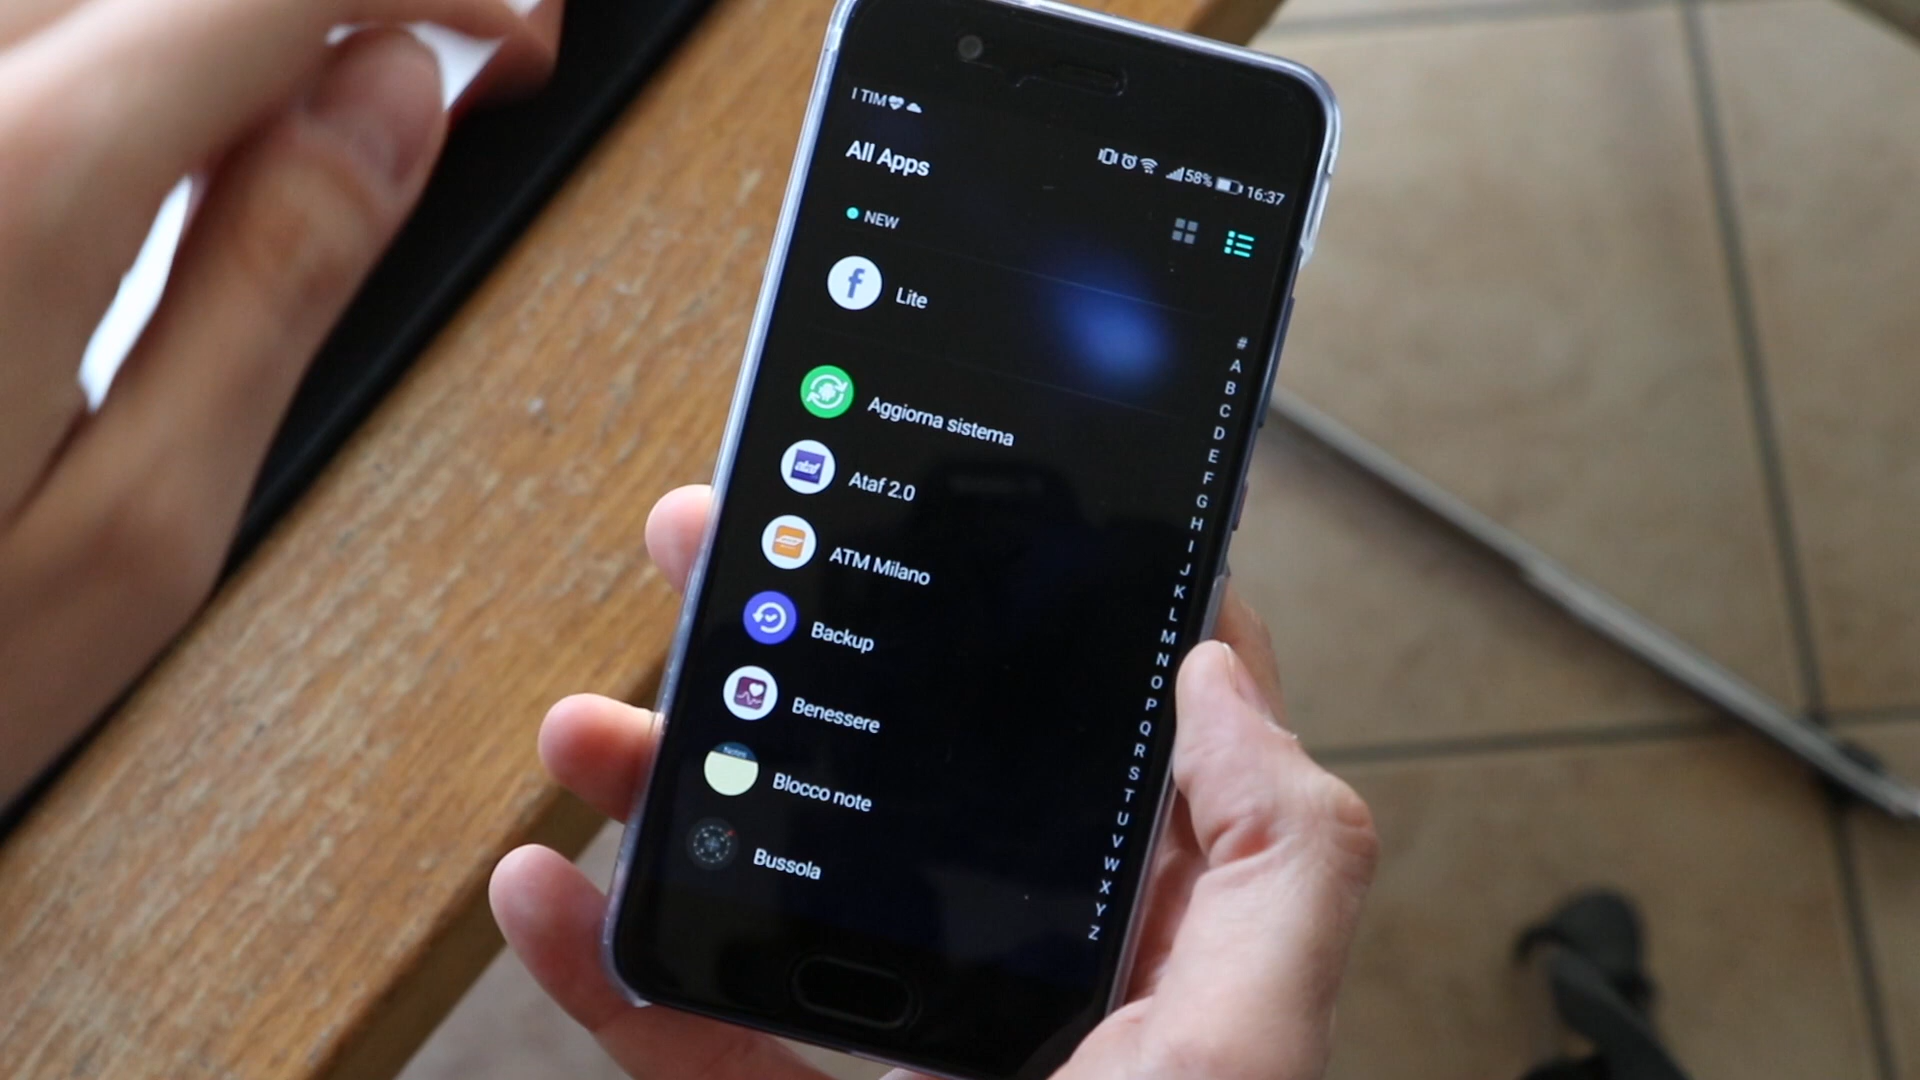 I TIM
58% 16:37
All Apps
NEW
f Lite
Aggiorna sistema
ataf Ataf 2.0
ATM Milano
Backup
Benessere
Blocco note
Bussola
#
A
B
C
D
E
F
G
H
I
J
K
L
M
N
O
P
Q
R
S
T
U
V
W
X
Y
Z